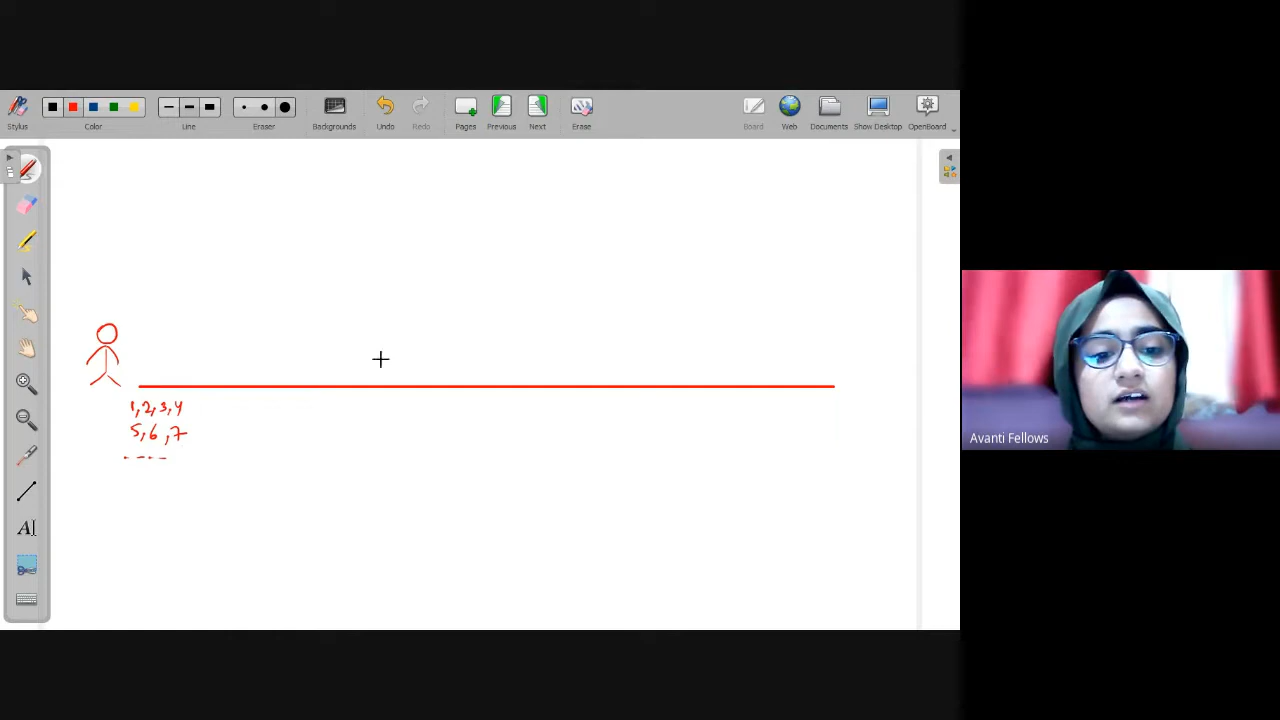 Stylus
Color
Line
Eraser
Backgrounds
Undo
Redo
Pages
Previous
Next
Erase
Board
Web
Documents
Show Desktop
OpenBoard
1,2,3,4
5,6,7
----
A
Avanti Fellows